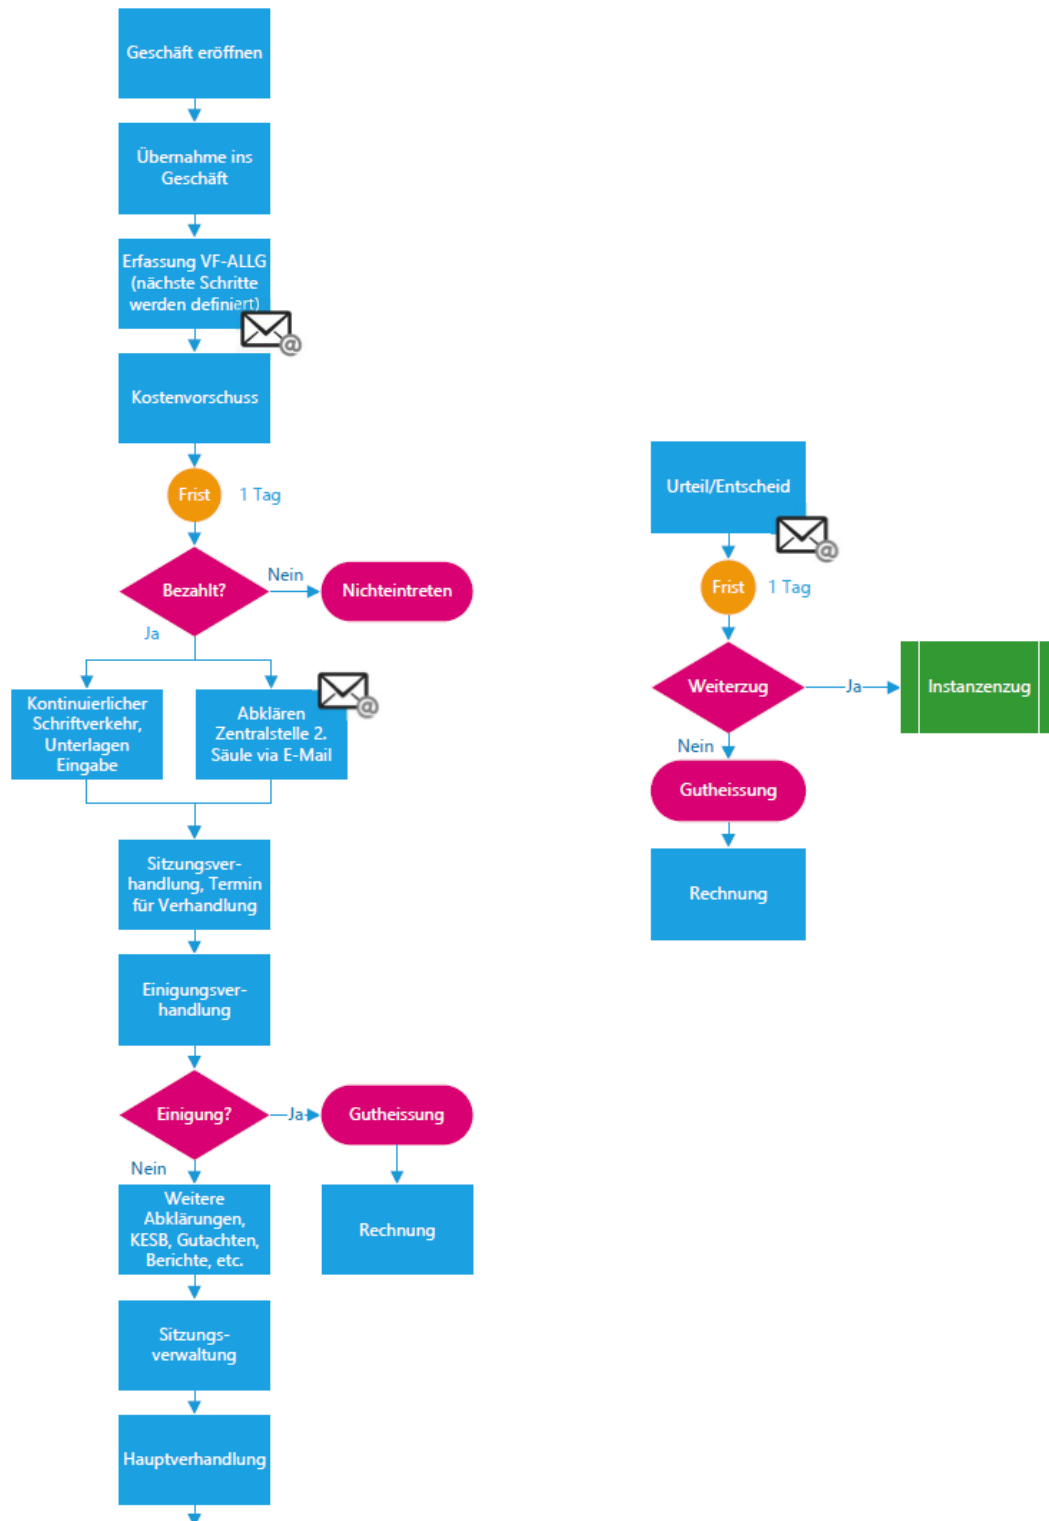 Geschäft eröffnen
Übernahme ins
Geschäft
Erfassung VF-ALLG
(nächste Schritte
werden definiert)
@
Kostenvorschuss
Frist
1 Tag
Bezahlt?
Nein
Nichteintreten
Ja
Kontinuierlicher
Schriftverkehr,
Unterlagen
Eingabe
Abklären
Zentralstelle 2.
Säule via E-Mail
@
Sitzungsver-
handlung, Termin
für Verhandlung
Einigungsver-
handlung
Einigung?
Ja
Gutheissung
Rechnung
Nein
Weitere
Abklärungen,
KESB, Gutachten,
Berichte, etc.
Sitzungs-
verwaltung
Hauptverhandlung
Urteil/Entscheid
@
Frist
1 Tag
Weiterzug
Ja
Instanzenzug
Nein
Gutheissung
Rechnung